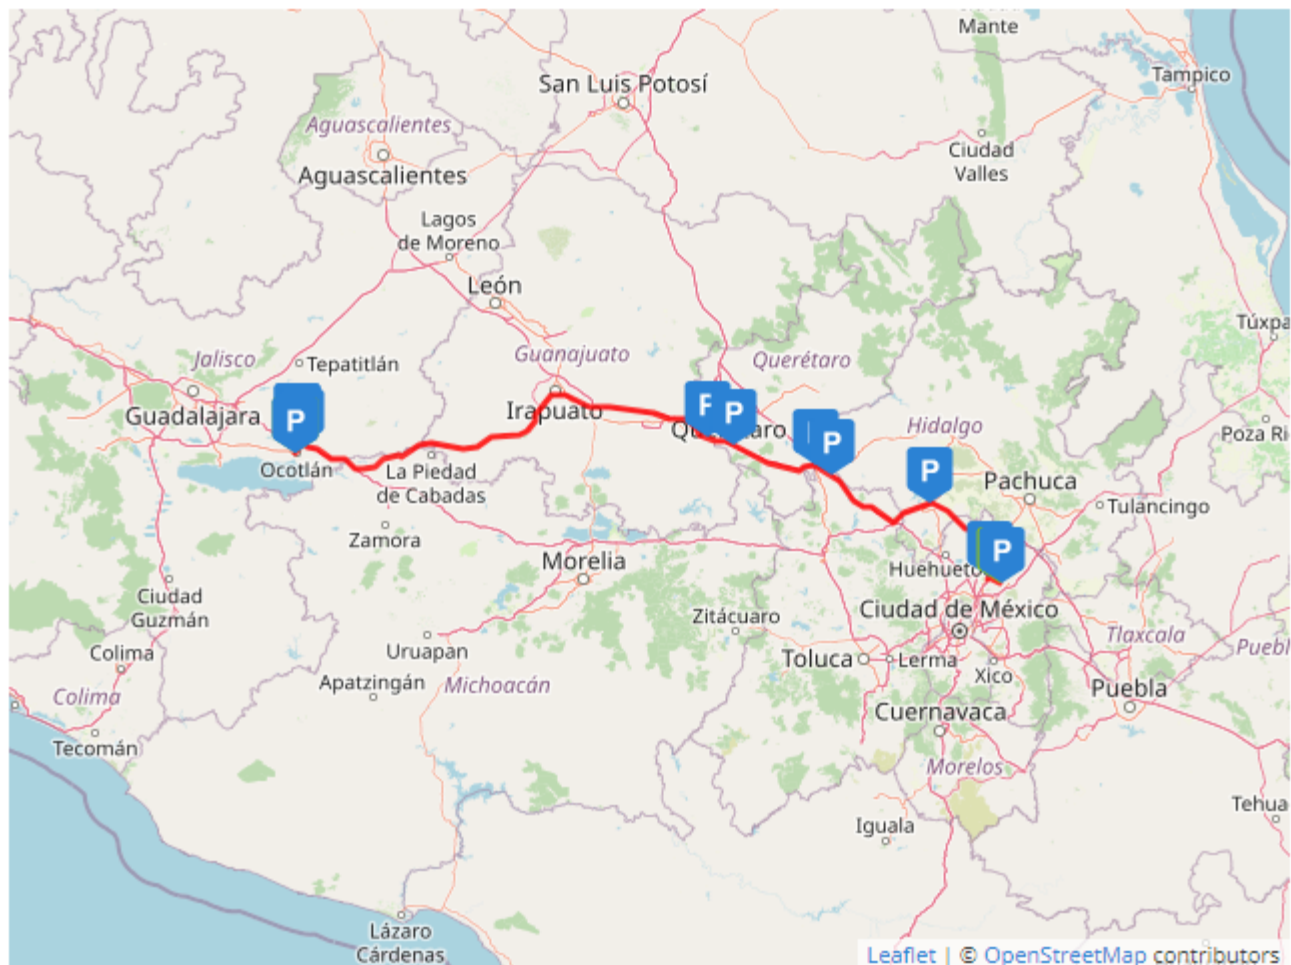 Mante
Tampico
San Luis Potosí
Aguascalientes
Ciudad
Valles
Aguascalientes
Lagos
de Moreno
León
Túxpa
Jalisco
Tepatitlán
Guanajuato
Querétaro
P
P
P
Guadalajara
Irapuato
Hidalgo
Poza Ri
P
P
Ocotlán
La Piedad
de Cabadas
Pachuca
Tulancingo
Zamora
P
Morelia
Huehueto
Ciudad
Guzmán
Ciudad de México
Zitácuaro
Tlaxcala
Uruapan
Colima
Toluca
Lerma
Xico
Puebl
Apatzingán
Michoacán
Colima
Puebla
Cuernavaca
Tecomán
Morelos
Tehua
Iguala
Lázaro
Cárdenas
Leaflet | © OpenStreetMap contributors